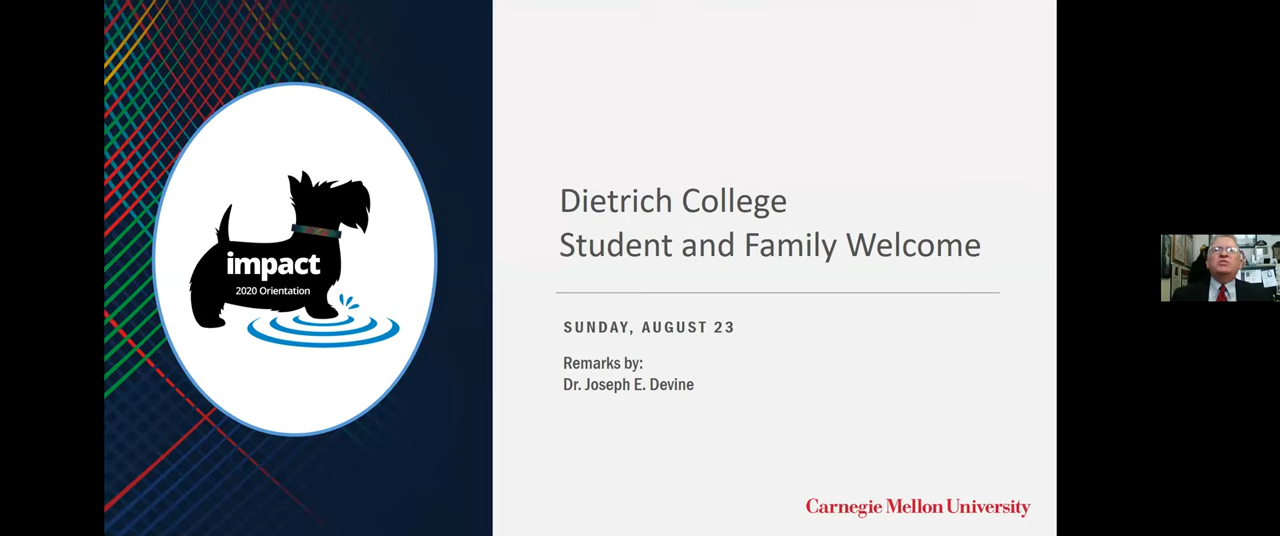 impact
2020 Orientation
Dietrich College
Student and Family Welcome
SUNDAY, AUGUST 23
Remarks by:
Dr. Joseph E. Devine
Carnegie Mellon University